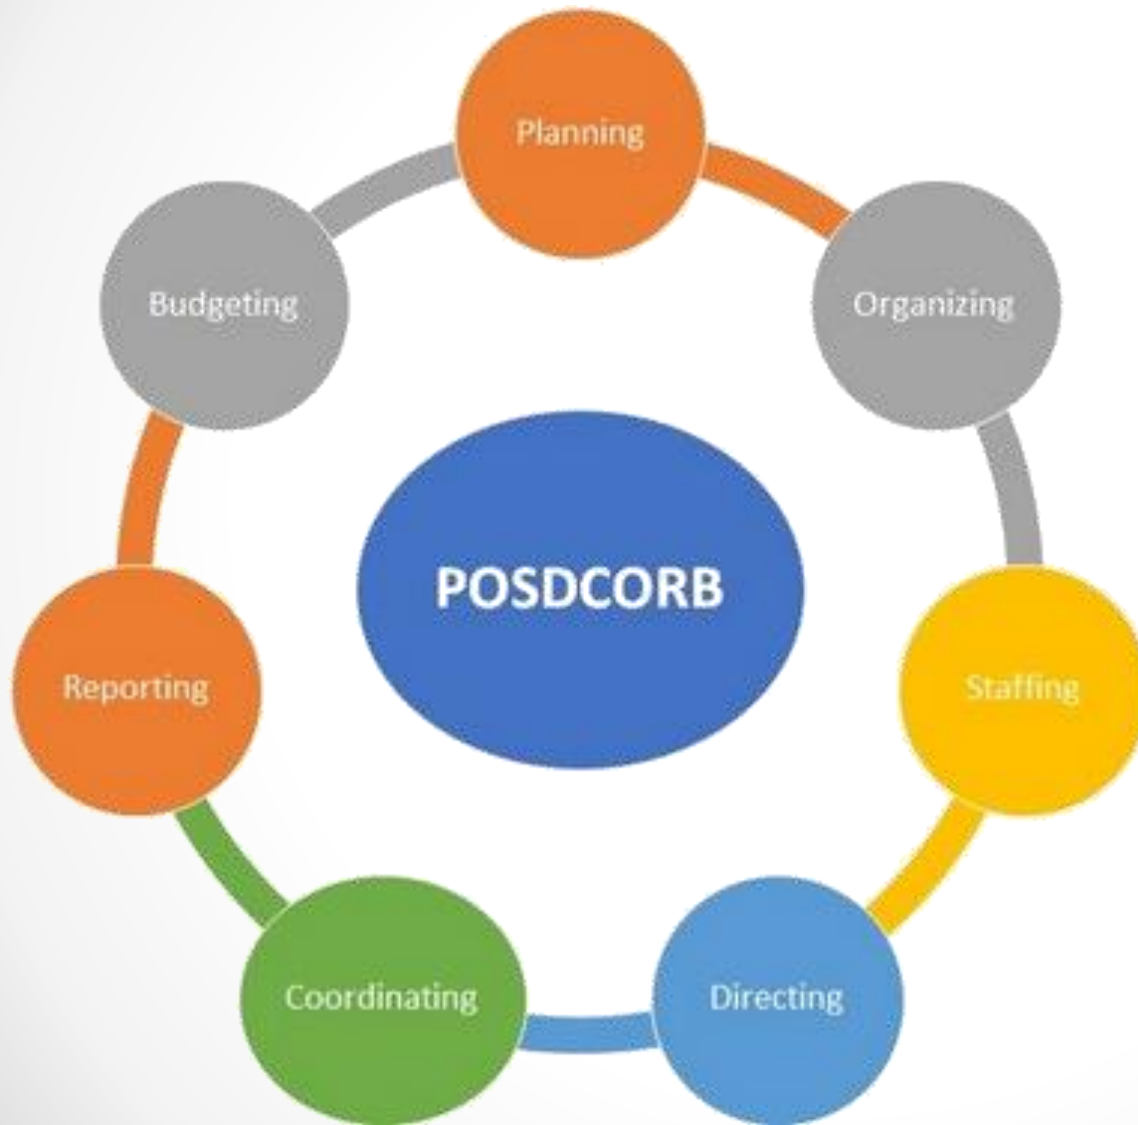 Planning
Organizing
Staffing
Directing
Coordinating
Reporting
Budgeting
POSDCORB